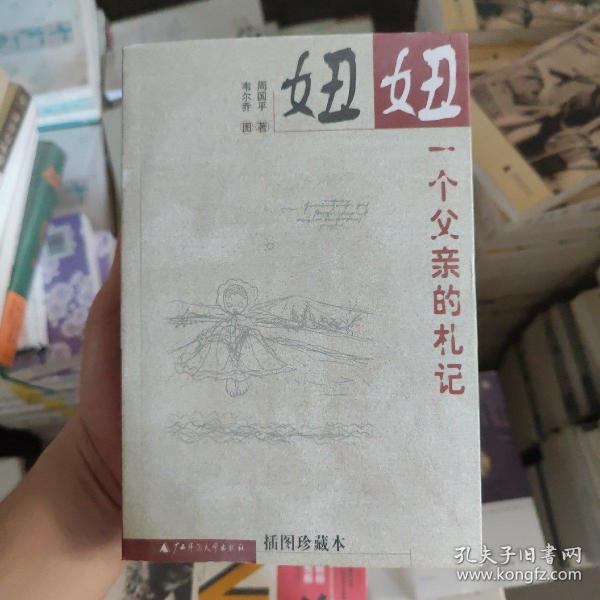 妞妞
一个父亲的札记
周国平 著
韦尔乔 图
广西师范大学出版社
插图珍藏本
孔夫子旧书网
www.kongfz.com